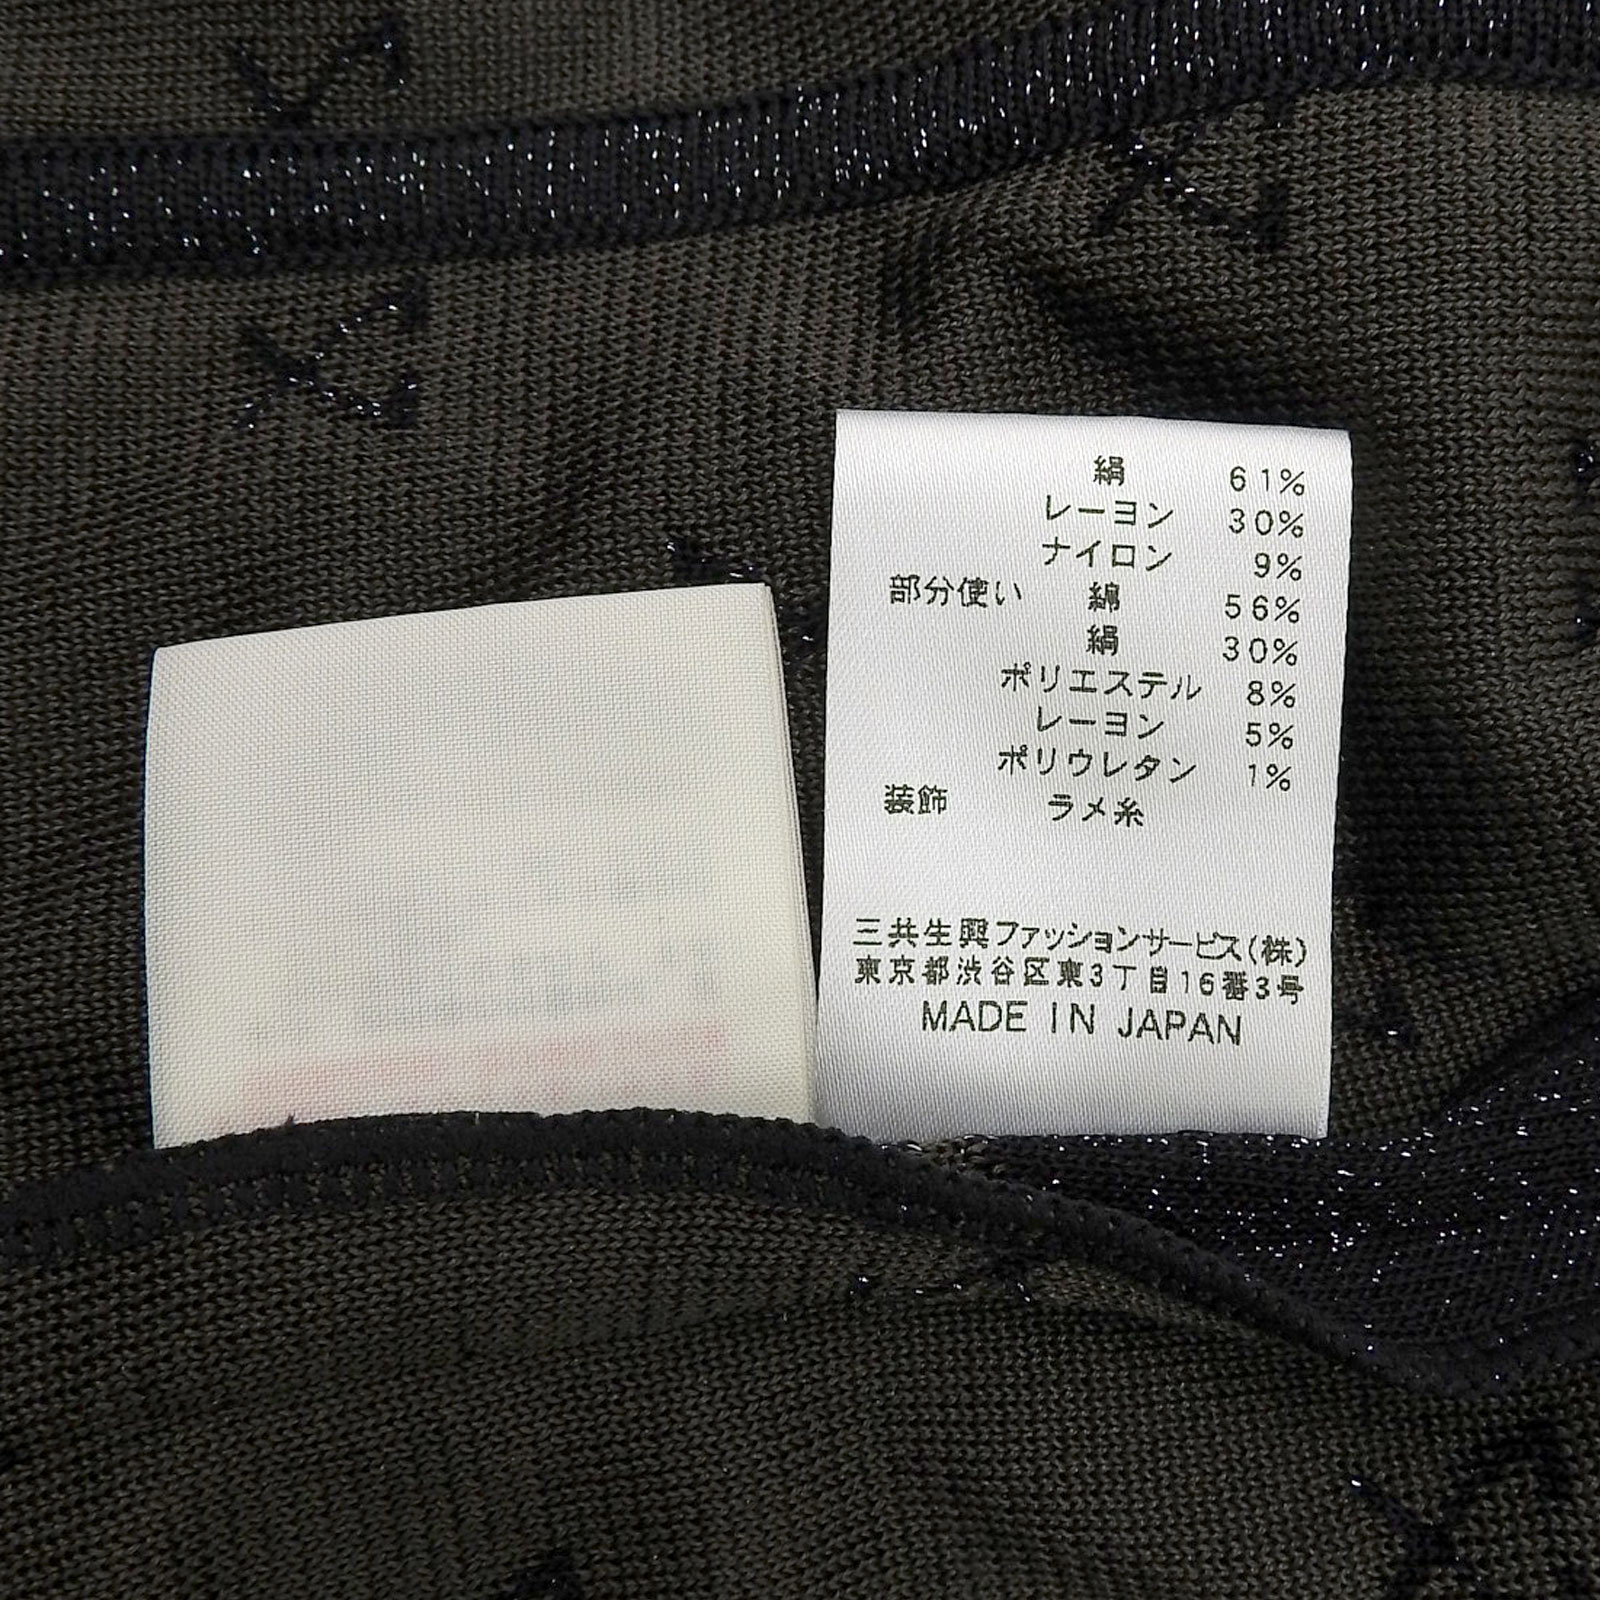 絹 61%
レーヨン 30%
ナイロン 9%
部分使い 綿 56%
絹 30%
ポリエステル 8%
レーヨン 5%
ポリウレタン 1%
装飾 ラメ糸
三共生興ファッションサービス(株)
東京都渋谷区東3丁目16番3号
MADE IN JAPAN